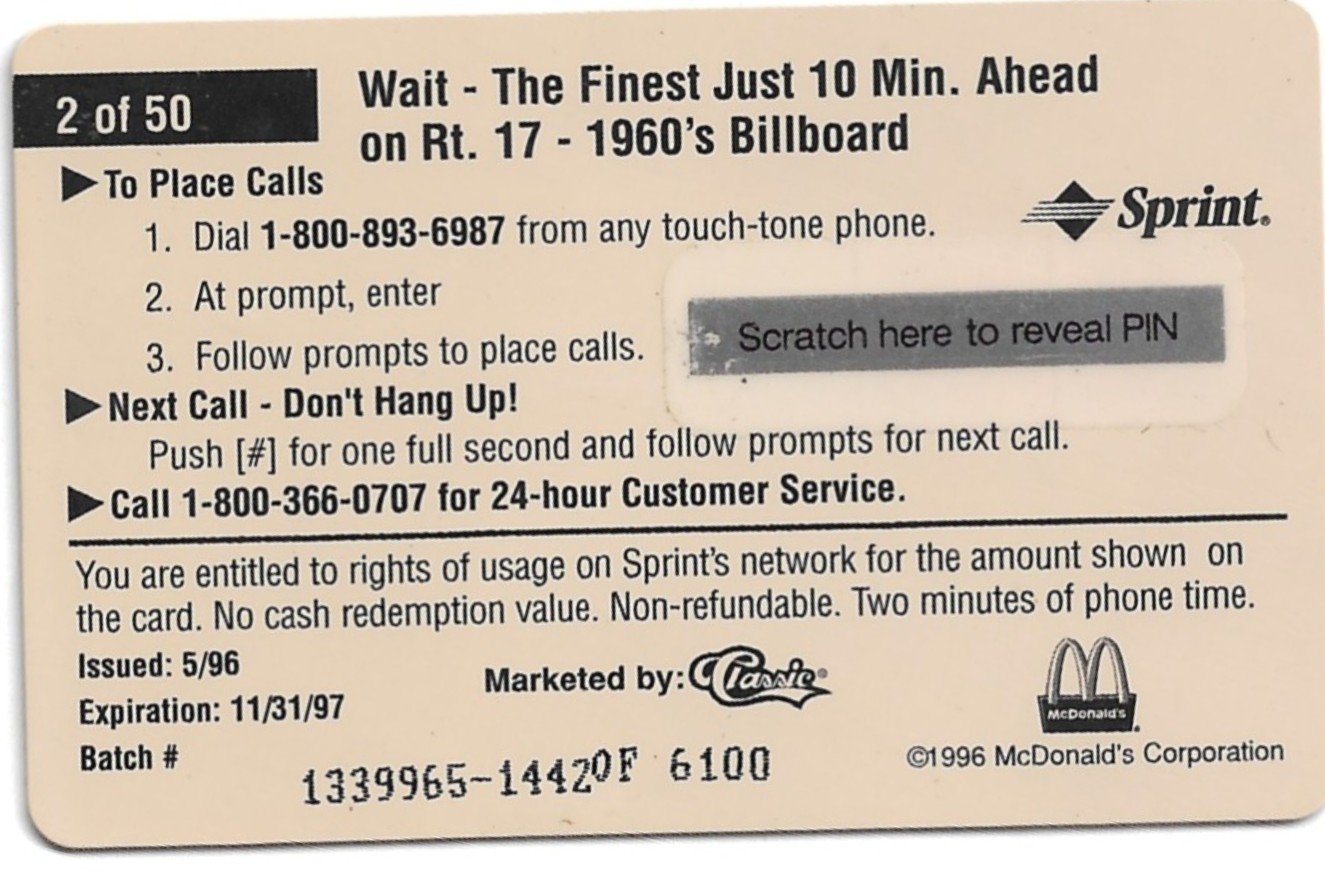 2 of 50
Wait - The Finest Just 10 Min. Ahead
on Rt. 17 - 1960's Billboard
▶To Place Calls
1. Dial 1-800-893-6987 from any touch-tone phone.
Sprint®
2. At prompt, enter
Scratch here to reveal PIN
3. Follow prompts to place calls.
▶Next Call - Don't Hang Up!
Push [#] for one full second and follow prompts for next call.
▶Call 1-800-366-0707 for 24-hour Customer Service.
You are entitled to rights of usage on Sprint's network for the amount shown on
the card. No cash redemption value. Non-refundable. Two minutes of phone time.
Issued: 5/96
Expiration: 11/31/97
Marketed by: Classic®
McDonald's®
©1996 McDonald's Corporation
Batch # 1339965-1442OF 6100